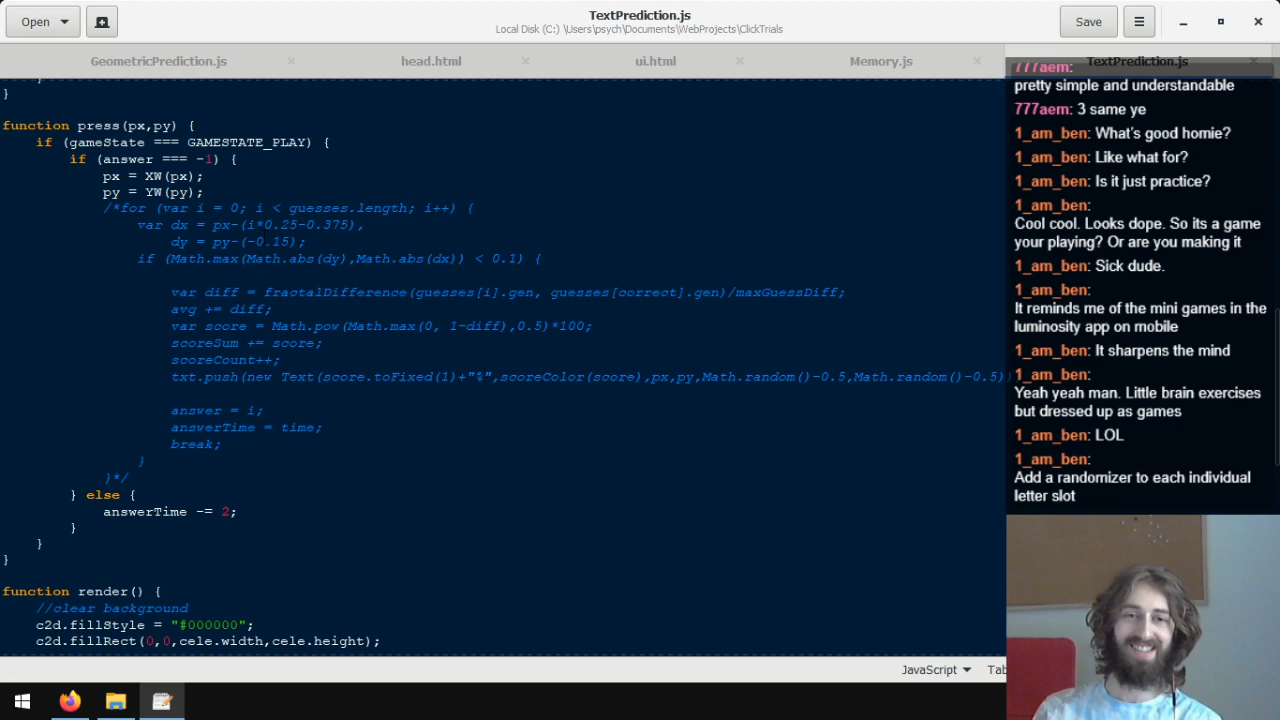 Open
TextPrediction.js
Local Disk (C:) \Users\psych\Documents\WebProjects\ClickTrials
Save
GeometricPrediction.js
head.html
ui.html
Memory.js
TextPrediction.js
}
function press(px,py) {
if (gameState === GAMESTATE_PLAY) {
if (answer === -1) {
px = XW(px);
py = YW(py);
/*for (var i = 0; i < guesses.length; i++) {
var dx = px-(i*0.25-0.375),
dy = py-(-0.15);
if (Math.max(Math.abs(dy),Math.abs(dx)) < 0.1) {
var diff = fractalDifference(guesses[i].gen, guesses[correct].gen)/maxGuessDiff;
avg += diff;
var score = Math.pow(Math.max(0, 1-diff),0.5)*100;
scoreSum += score;
scoreCount++;
txt.push(new Text(score.toFixed(1)+"%",scoreColor(score),px,py,Math.random()-0.5,Math.random()-0.5)
answer = i;
answerTime = time;
break;
}
}*/
} else {
answerTime -= 2;
}
}
}
function render() {
//clear background
c2d.fillStyle = "#000000";
c2d.fillRect(0,0,cele.width,cele.height);
JavaScript
Tab
777aem:
pretty simple and understandable
777aem: 3 same ye
1_am_ben: What's good homie?
1_am_ben: Like what for?
1_am_ben: Is it just practice?
1_am_ben:
Cool cool. Looks dope. So its a game
your playing? Or are you making it
1_am_ben: Sick dude.
1_am_ben:
It reminds me of the mini games in the
luminosity app on mobile
1_am_ben: It sharpens the mind
1_am_ben:
Yeah yeah man. Little brain exercises
but dressed up as games
1_am_ben: LOL
1_am_ben:
Add a randomizer to each individual
letter slot